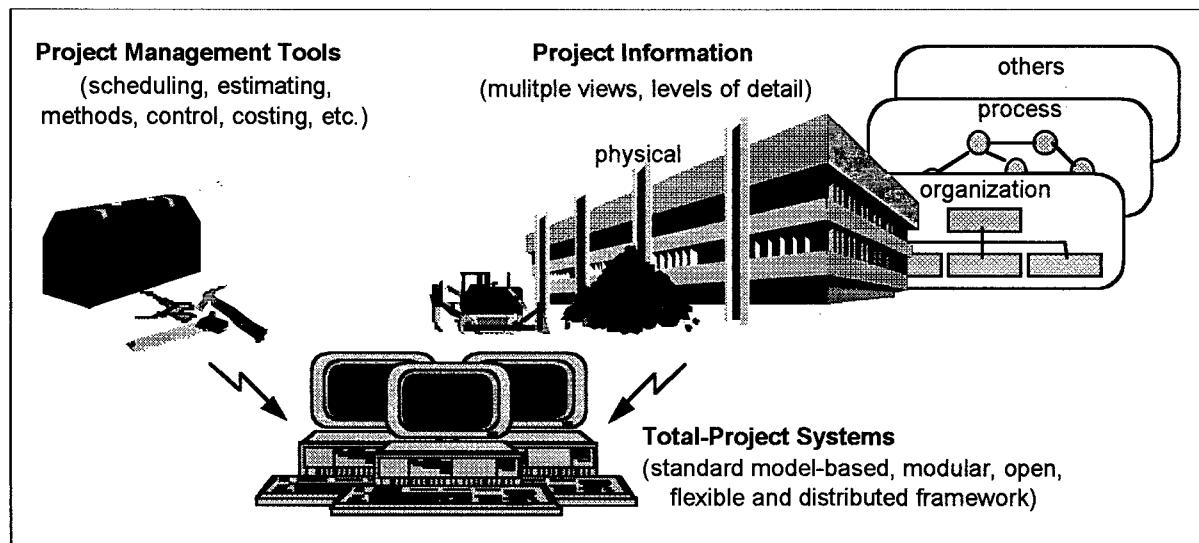 Project Management Tools
(scheduling, estimating,
methods, control, costing, etc.)
Project Information
(mulitple views, levels of detail)
others
process
physical
organization
Total-Project Systems
(standard model-based, modular, open,
flexible and distributed framework)